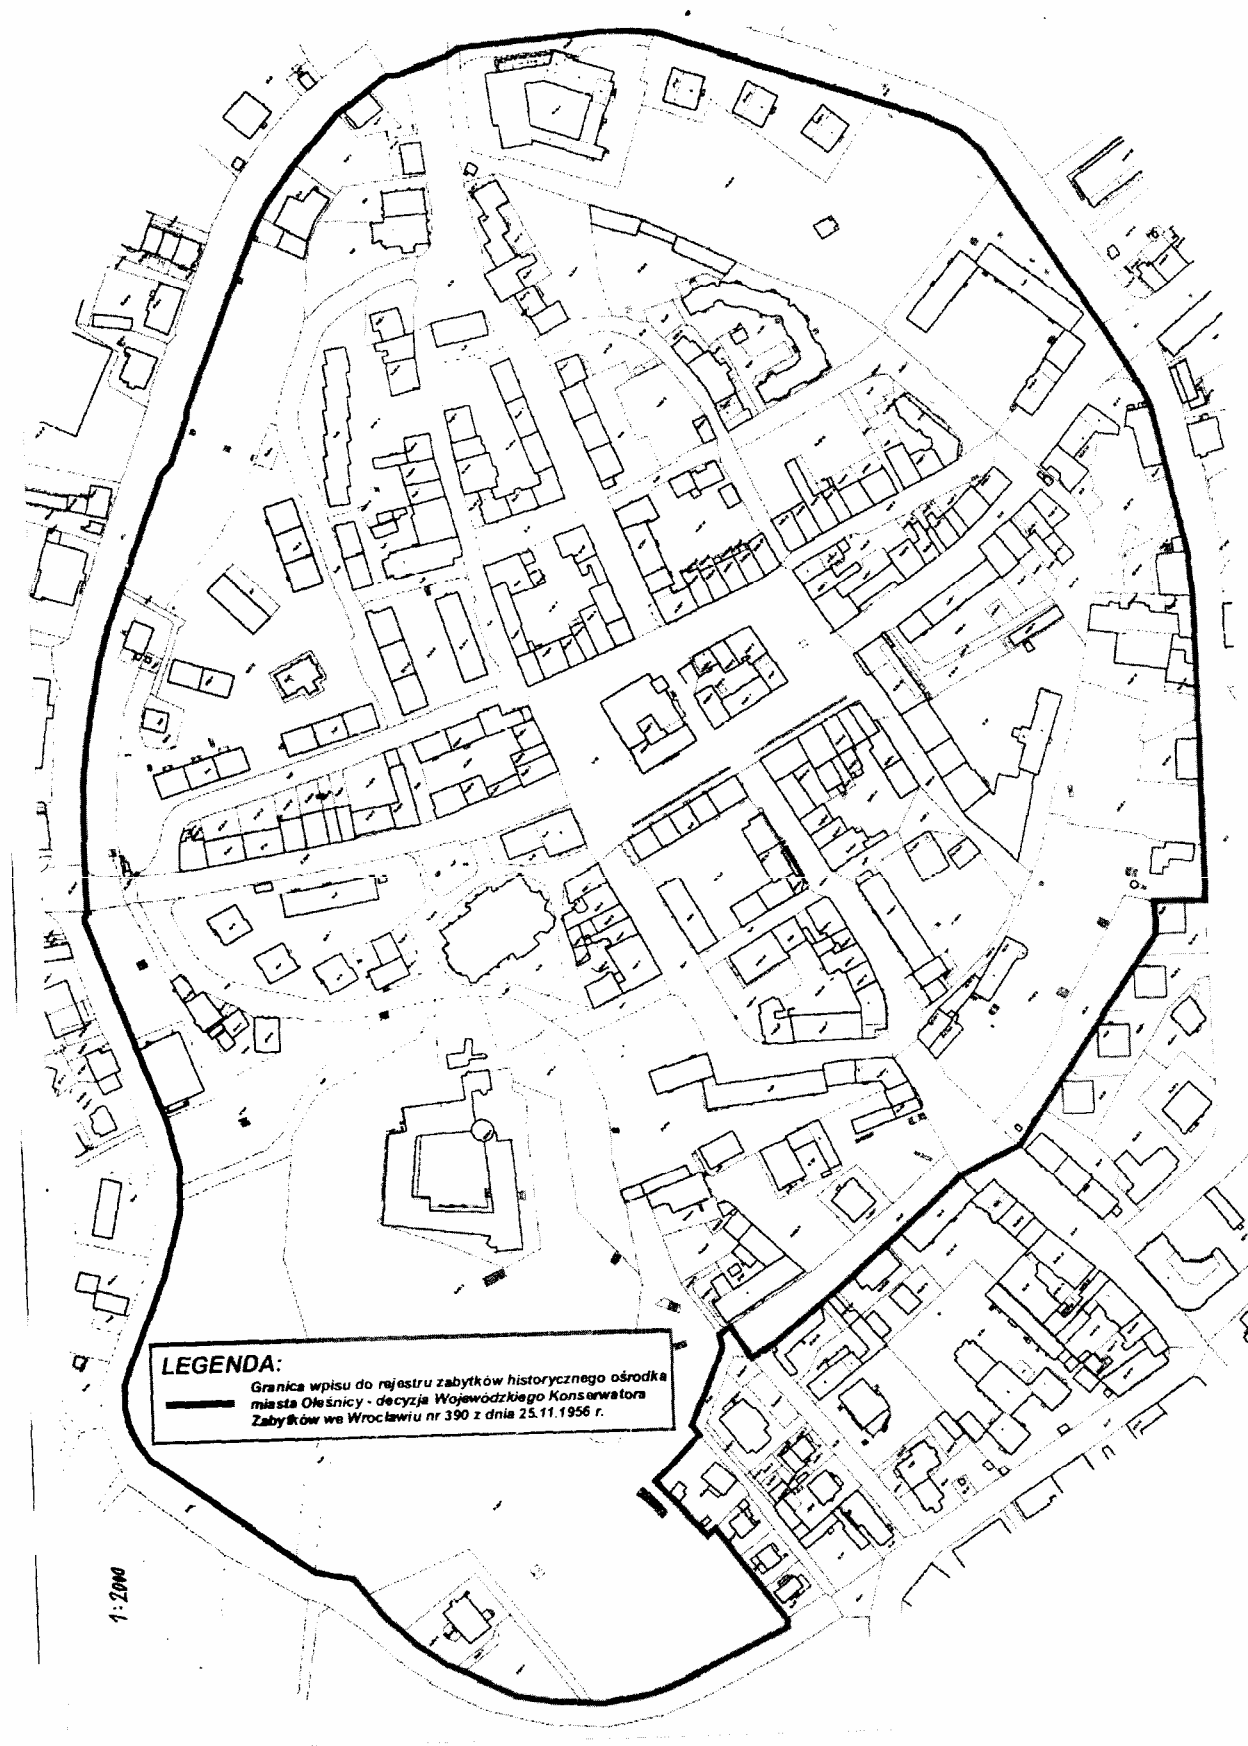 LEGENDA:
Granica wpisu do rejestru zabytków historycznego ośrodka
miasta Oleśnicy - decyzja Wojewódzkiego Konserwatora
Zabytków we Wrocławiu nr 390 z dnia 25.11.1956 r.
1:2000